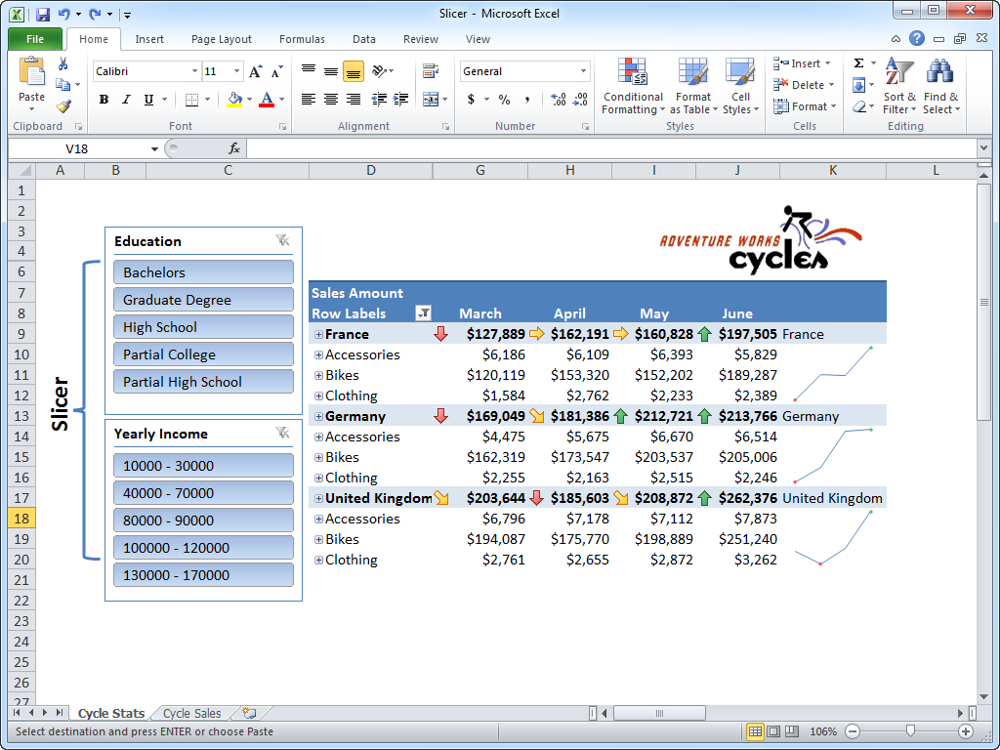 Slicer - Microsoft Excel
File Home Insert Page Layout Formulas Data Review View
Calibri 11 General Insert Σ
Paste B I U A $ % , Conditional Formatting Format as Table Cell Styles Delete Format Sort & Filter Find & Select
Clipboard Font Alignment Number Styles Cells Editing
V18 fx
A B C D G H I J K L
1
2
3 Education ADVENTURE WORKS
4 cycles
6 Bachelors
7 Graduate Degree Sales Amount
8 Row Labels March April May June
9 High School France $127,889 $162,191 $160,828 $197,505 France
10 Partial College Accessories $6,186 $6,109 $6,393 $5,829
11 Partial High School Bikes $120,119 $153,320 $152,202 $189,287
12 Slicer Clothing $1,584 $2,762 $2,233 $2,389
13 Yearly Income Germany $169,049 $181,386 $212,721 $213,766 Germany
14 Accessories $4,475 $5,675 $6,670 $6,514
15 10000 - 30000 Bikes $162,319 $173,547 $203,537 $205,006
16 40000 - 70000 Clothing $2,255 $2,163 $2,515 $2,246
17 United Kingdom $203,644 $185,603 $208,872 $262,376 United Kingdom
18 80000 - 90000 Accessories $6,796 $7,178 $7,112 $7,873
19 100000 - 120000 Bikes $194,087 $175,770 $198,889 $251,240
20 Clothing $2,761 $2,655 $2,872 $3,262
21 130000 - 170000
22
23
24
25
26
27
Cycle Stats Cycle Sales
Select destination and press ENTER or choose Paste 106%